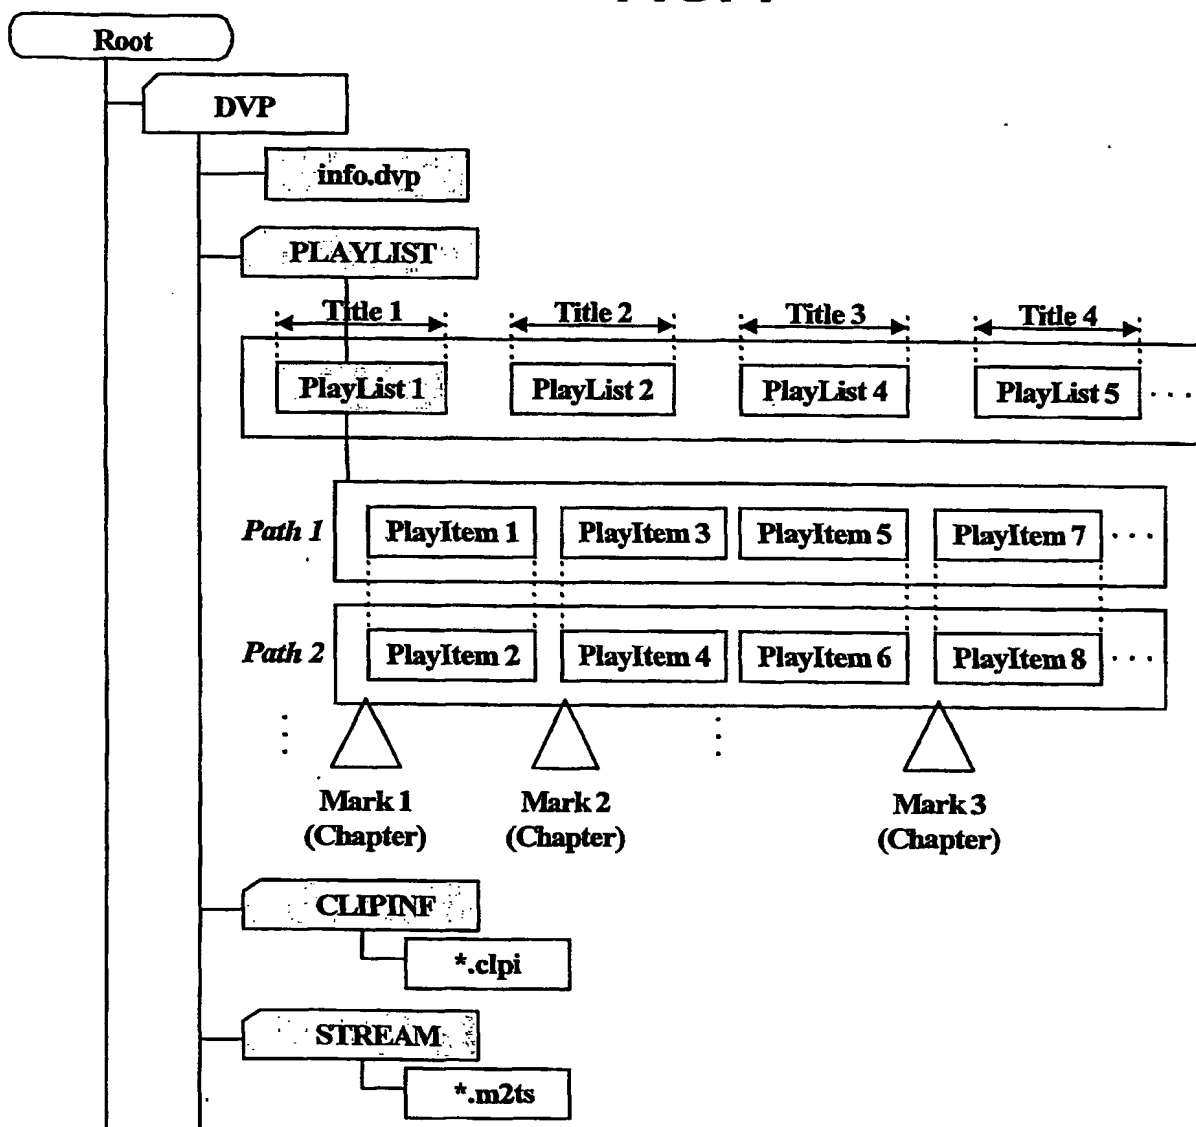 Root
DVP
info.dvp
PLAYLIST
Title 1 Title 2 Title 3 Title 4
PlayList 1 PlayList 2 PlayList 4 PlayList 5 ...
Path 1 PlayItem 1 PlayItem 3 PlayItem 5 PlayItem 7 ...
Path 2 PlayItem 2 PlayItem 4 PlayItem 6 PlayItem 8 ...
Mark 1 Mark 2 Mark 3
(Chapter) (Chapter) (Chapter)
CLIPINF
*.clpi
STREAM
*.m2ts